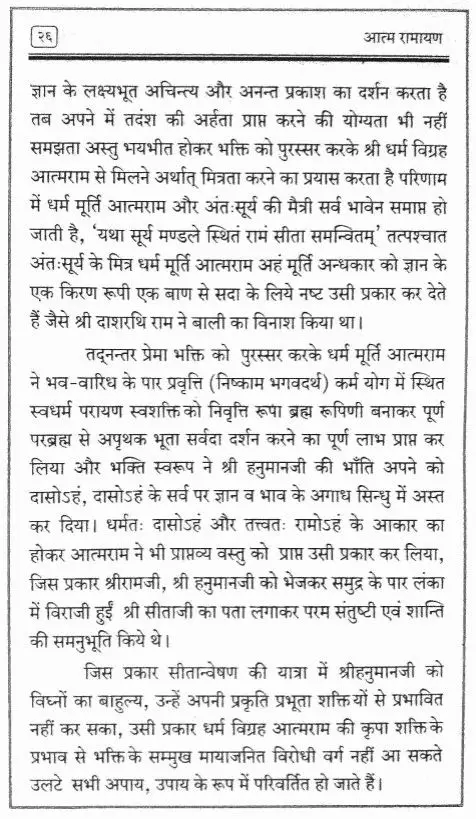 २६
आत्म रामायण
ज्ञान के लक्ष्यभूत अचिन्त्य और अनन्त प्रकाश का दर्शन करता है
तब अपने में तदंश की अर्हता प्राप्त करने की योग्यता भी नहीं
समझता अस्तु भयभीत होकर भक्ति को पुरस्सर करके श्री धर्म विग्रह
आत्मराम से मिलने अर्थात् मित्रता करने का प्रयास करता है परिणाम
में धर्म मूर्ति आत्मराम और अंतःसूर्य की मैत्री सर्व भावेन समाप्त हो
जाती है, ‘यथा सूर्य मण्डले स्थितं रामं सीता समन्वितम्’ तत्पश्चात
अंतःसूर्य के मित्र धर्म मूर्ति आत्मराम अहं मूर्ति अन्धकार को ज्ञान के
एक किरण रूपी एक बाण से सदा के लिये नष्ट उसी प्रकार कर देते
हैं जैसे श्री दाशरथि राम ने बाली का विनाश किया था।
तद्नन्तर प्रेमा भक्ति को पुरस्सर करके धर्म मूर्ति आत्मराम
ने भव-वारिध के पार प्रवृत्ति (निष्काम भगवदर्थ) कर्म योग में स्थित
स्वधर्म परायण स्वशक्ति को निवृत्ति रूपा ब्रह्म रूपिणी बनाकर पूर्ण
परब्रह्म से अपृथक भूता सर्वदा दर्शन करने का पूर्ण लाभ प्राप्त कर
लिया और भक्ति स्वरूप ने श्री हनुमानजी की भाँति अपने को
दासोऽहं, दासोऽहं के सर्व पर ज्ञान व भाव के अगाध सिन्धु में अस्त
कर दिया। धर्मतः दासोऽहं और तत्त्वतः रामोऽहं के आकार का
होकर आत्मराम ने भी प्राप्तव्य वस्तु को प्राप्त उसी प्रकार कर लिया,
जिस प्रकार श्रीरामजी, श्री हनुमानजी को भेजकर समुद्र के पार लंका
में विराजी हुईं श्री सीताजी का पता लगाकर परम संतुष्टी एवं शान्ति
की समनुभूति किये थे।
जिस प्रकार सीतान्वेषण की यात्रा में श्रीहनुमानजी को
विघ्नों का बाहुल्य, उन्हें अपनी प्रकृति प्रभूता शक्तियों से प्रभावित
नहीं कर सका, उसी प्रकार धर्म विग्रह आत्मराम की कृपा शक्ति के
प्रभाव से भक्ति के सम्मुख मायाजनित विरोधी वर्ग नहीं आ सकते
उलटे सभी अपाय, उपाय के रूप में परिवर्तित हो जाते हैं।